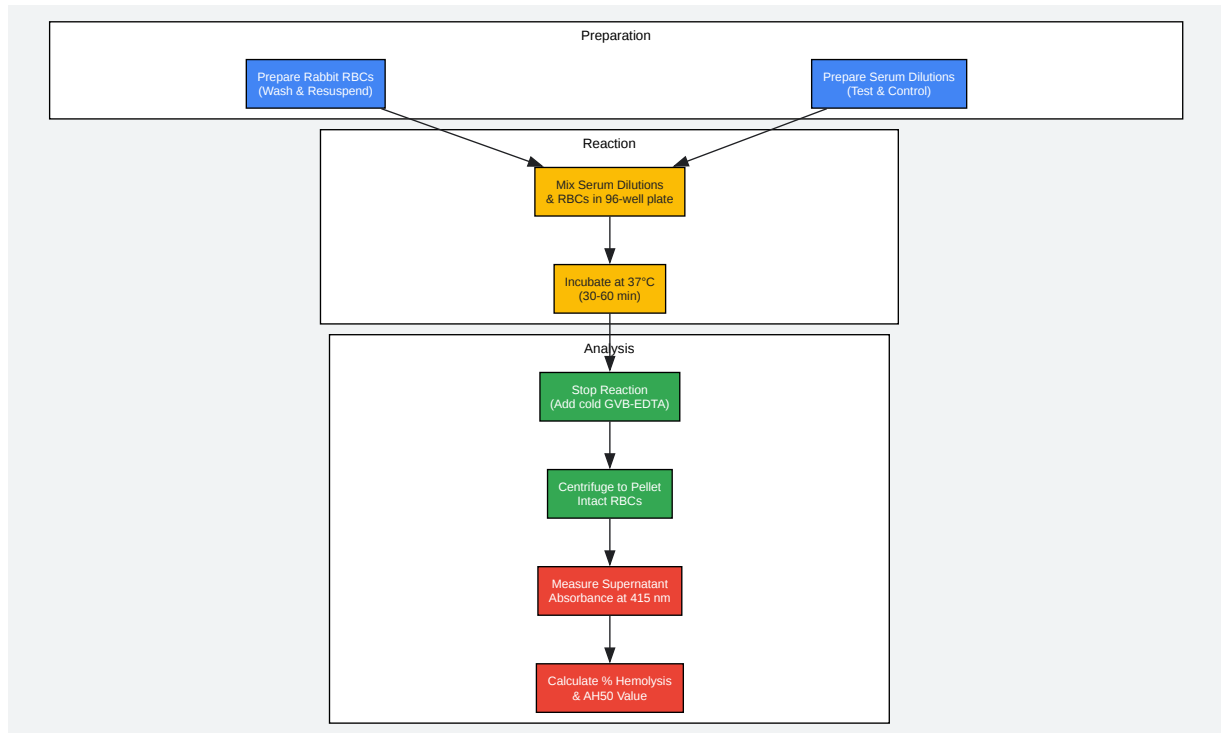 Preparation
Prepare Rabbit RBCs
(Wash & Resuspend)
Prepare Serum Dilutions
(Test & Control)
Reaction
Mix Serum Dilutions
& RBCs in 96-well plate
Incubate at 37°C
(30-60 min)
Analysis
Stop Reaction
(Add cold GVB-EDTA)
Centrifuge to Pellet
Intact RBCs
Measure Supernatant
Absorbance at 415 nm
Calculate % Hemolysis
& AH50 Value